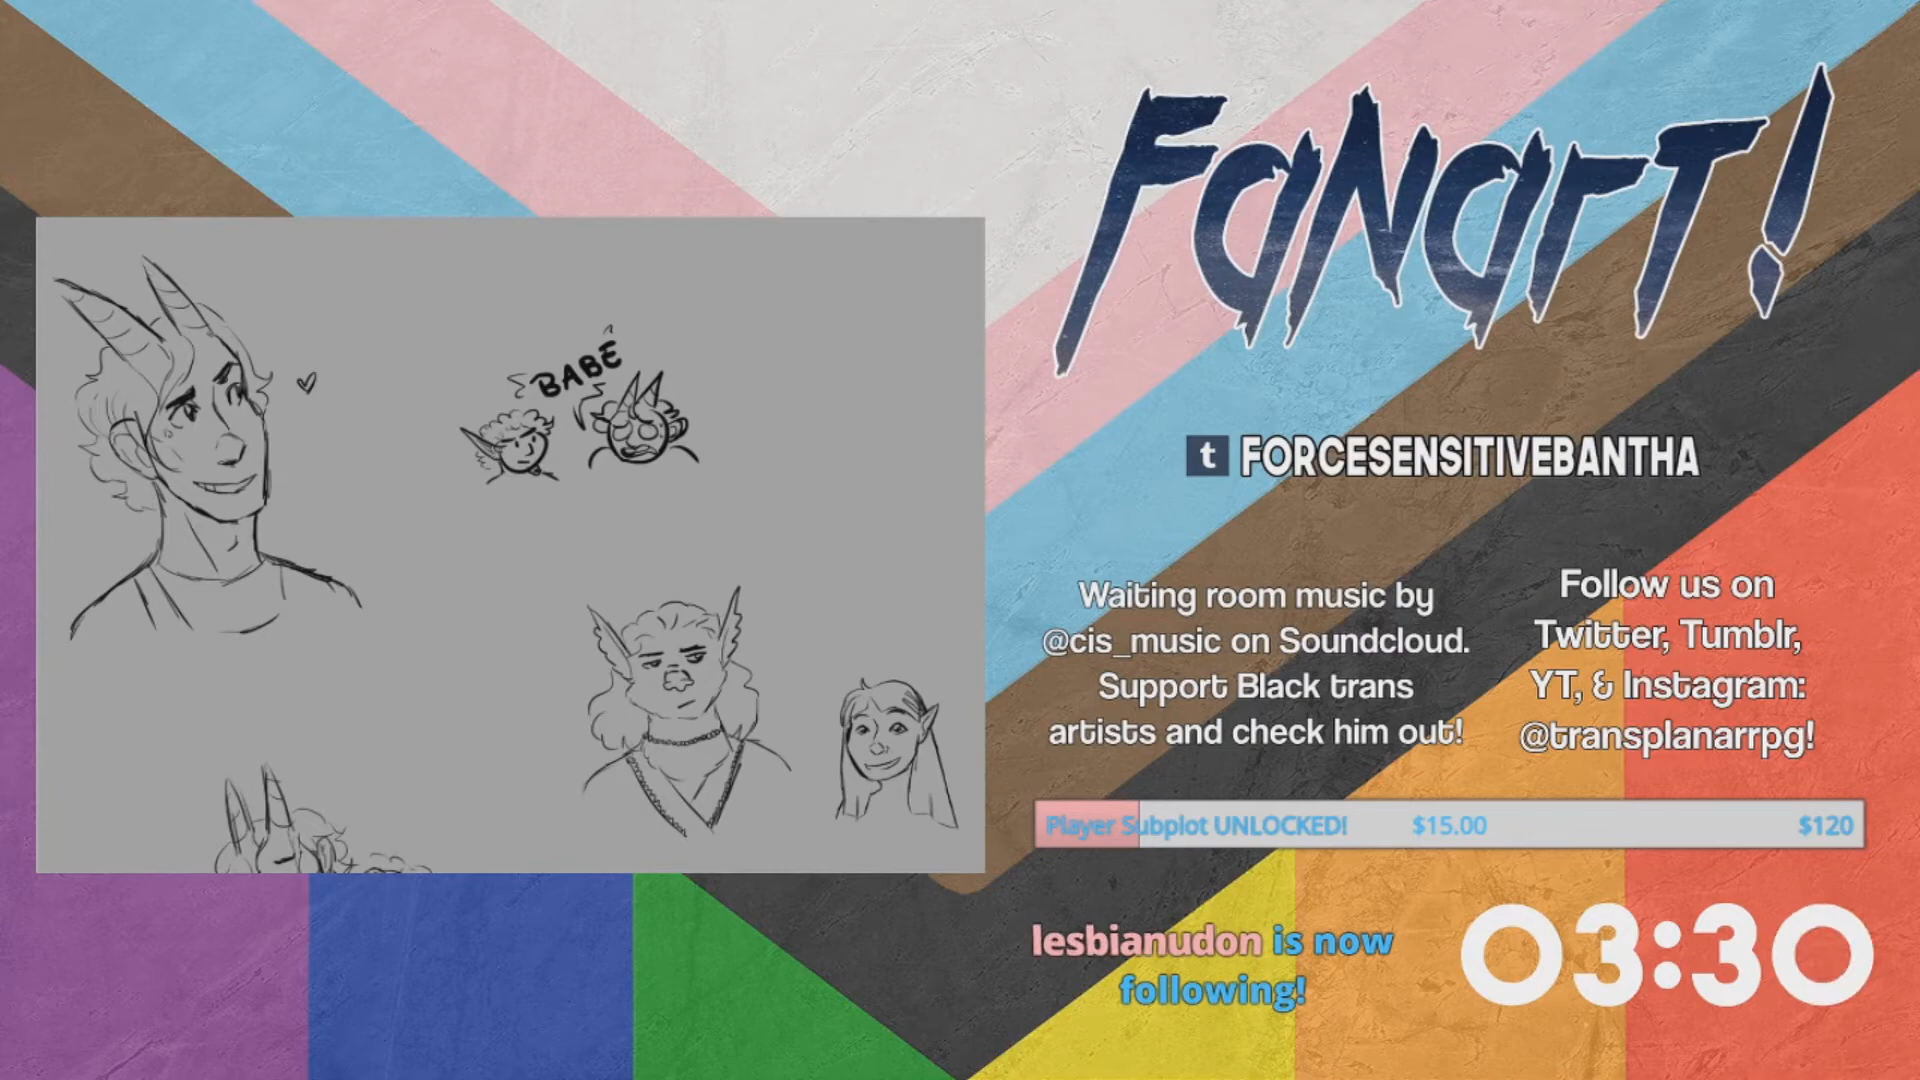 FANART!
BABE
t FORCESENSITIVEBANTHA
Waiting room music by
@cis_music on Soundcloud.
Support Black trans
artists and check him out!
Follow us on
Twitter, Tumblr,
YT, & Instagram:
@transplanarrpg!
Player Subplot UNLOCKED! $15.00 $120
lesbianudon is now
following!
03:30